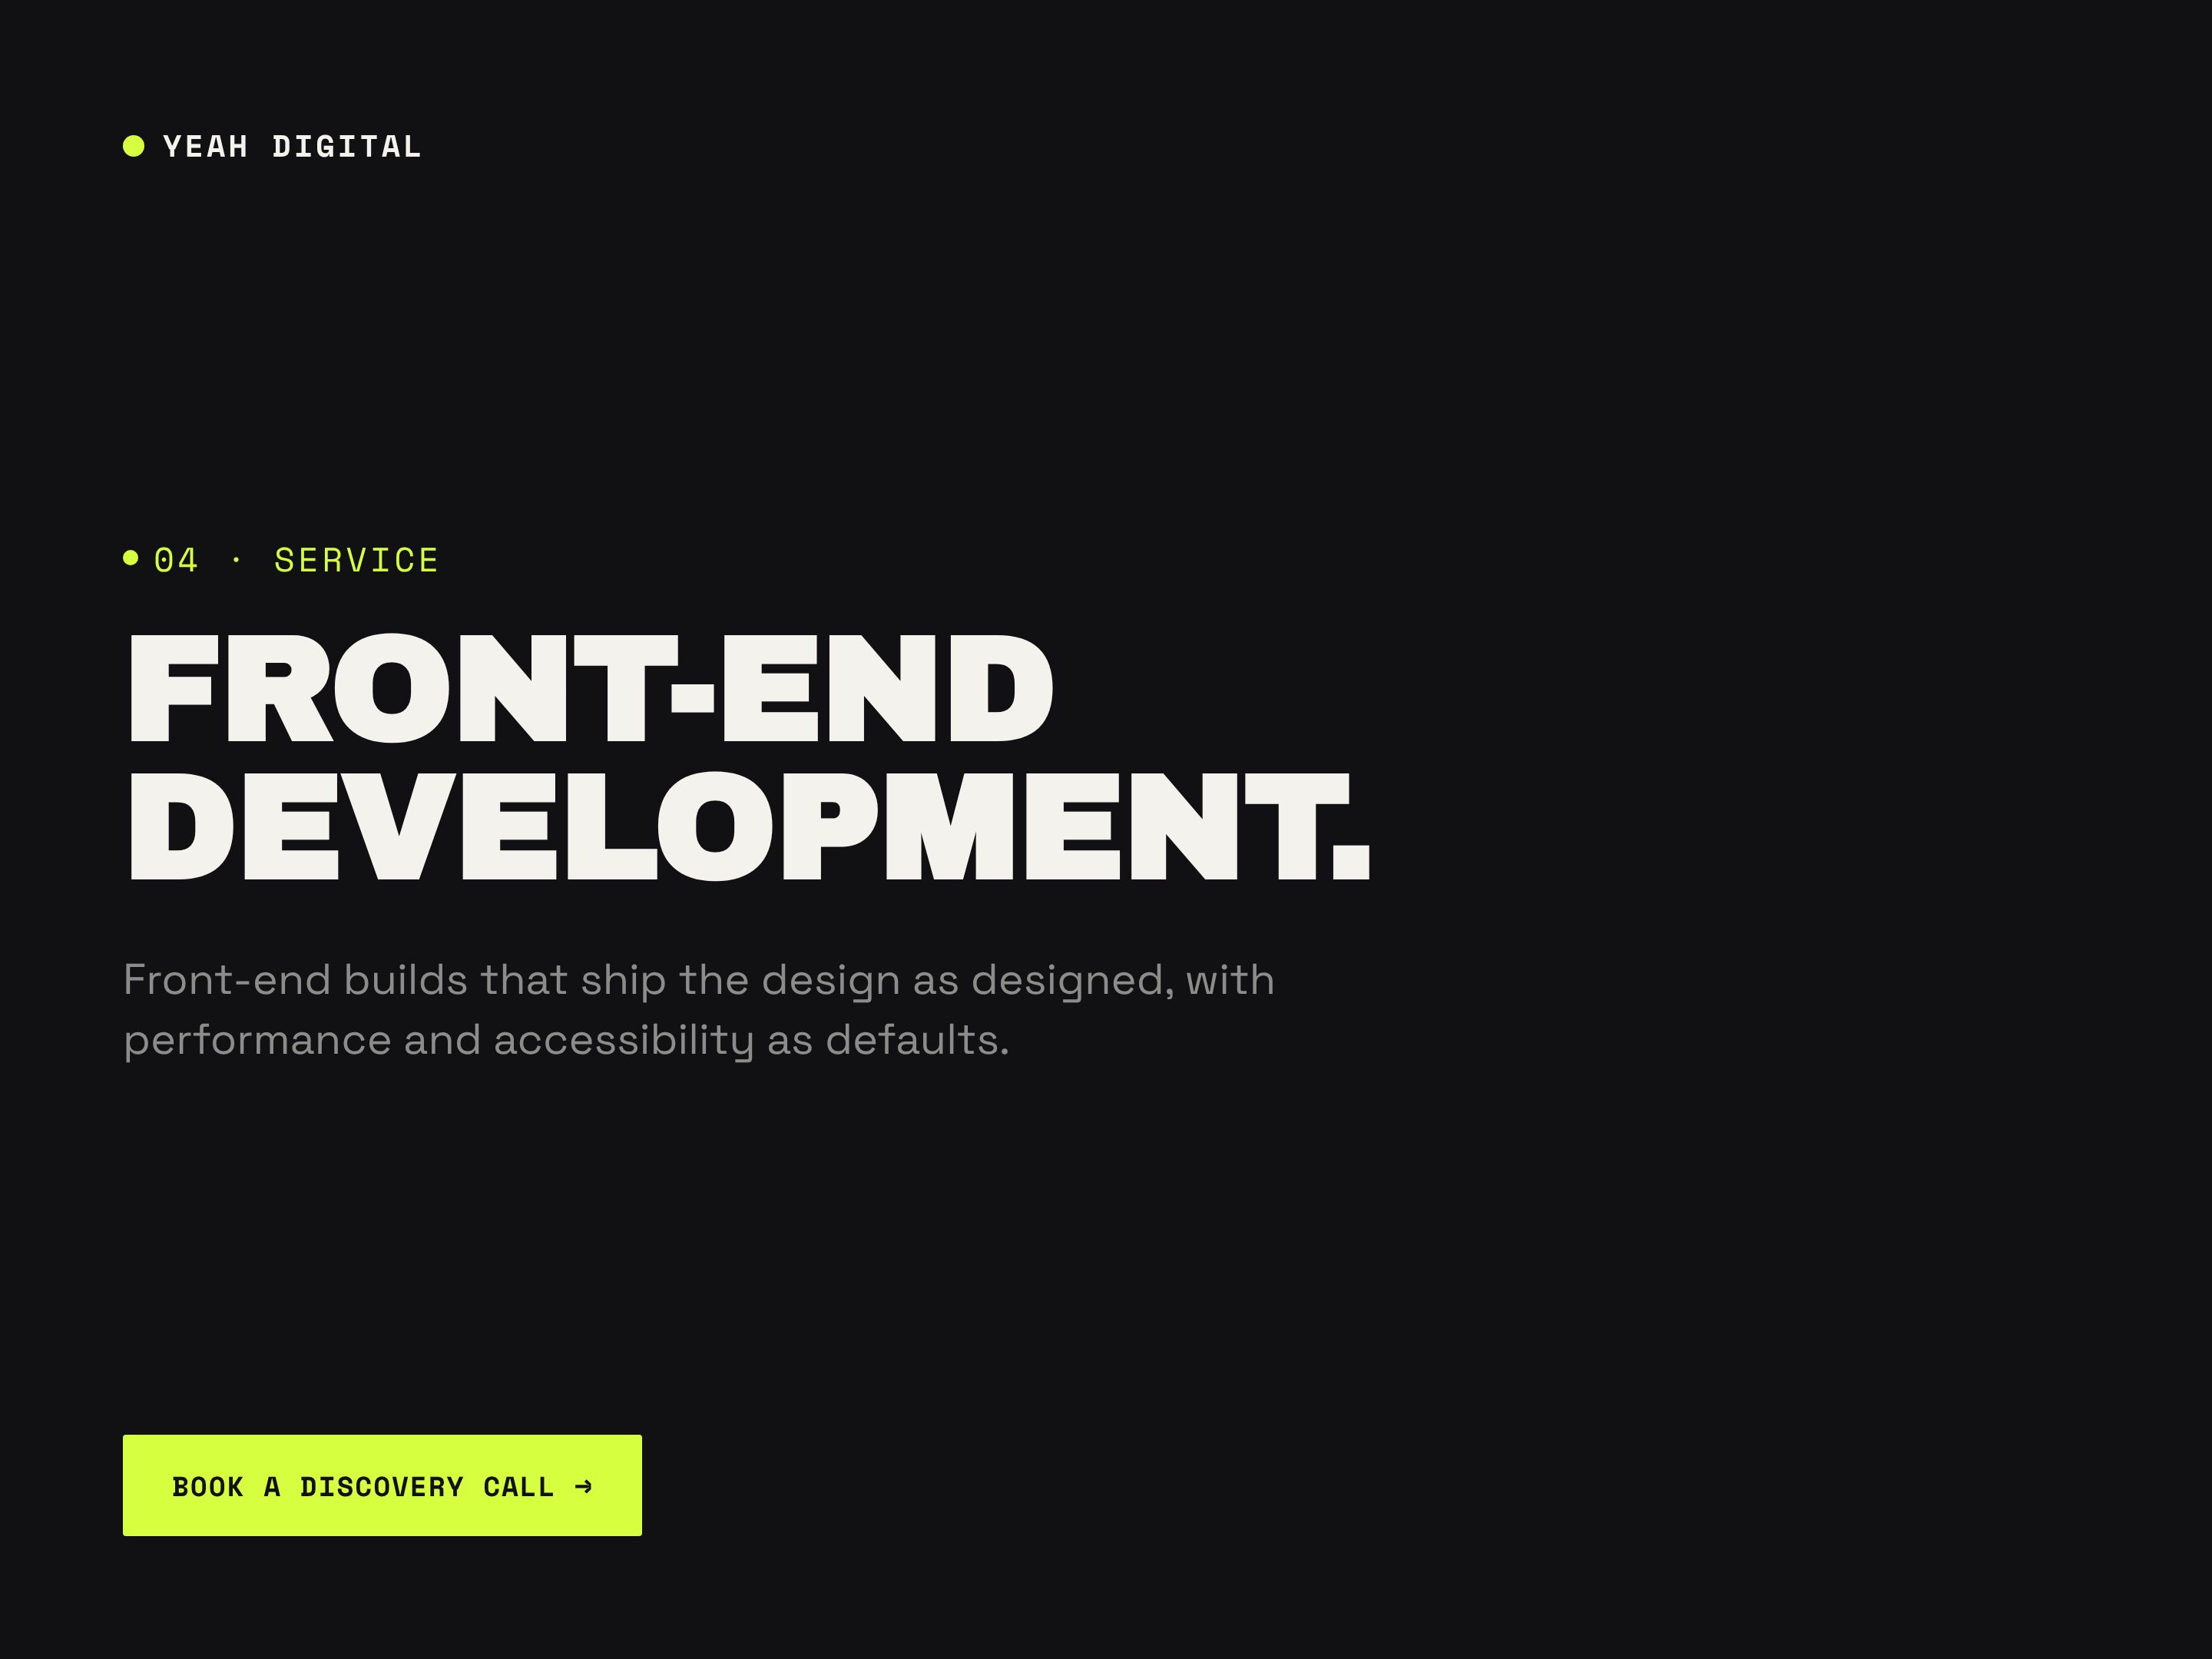 YEAH DIGITAL
04 · SERVICE
FRONT-END
DEVELOPMENT.
Front-end builds that ship the design as designed, with
performance and accessibility as defaults.
BOOK A DISCOVERY CALL →